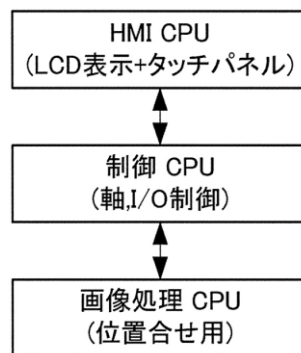 HMI CPU
(LCD表示+タッチパネル)
制御 CPU
(軸,I/O制御)
画像処理 CPU
(位置合せ用)